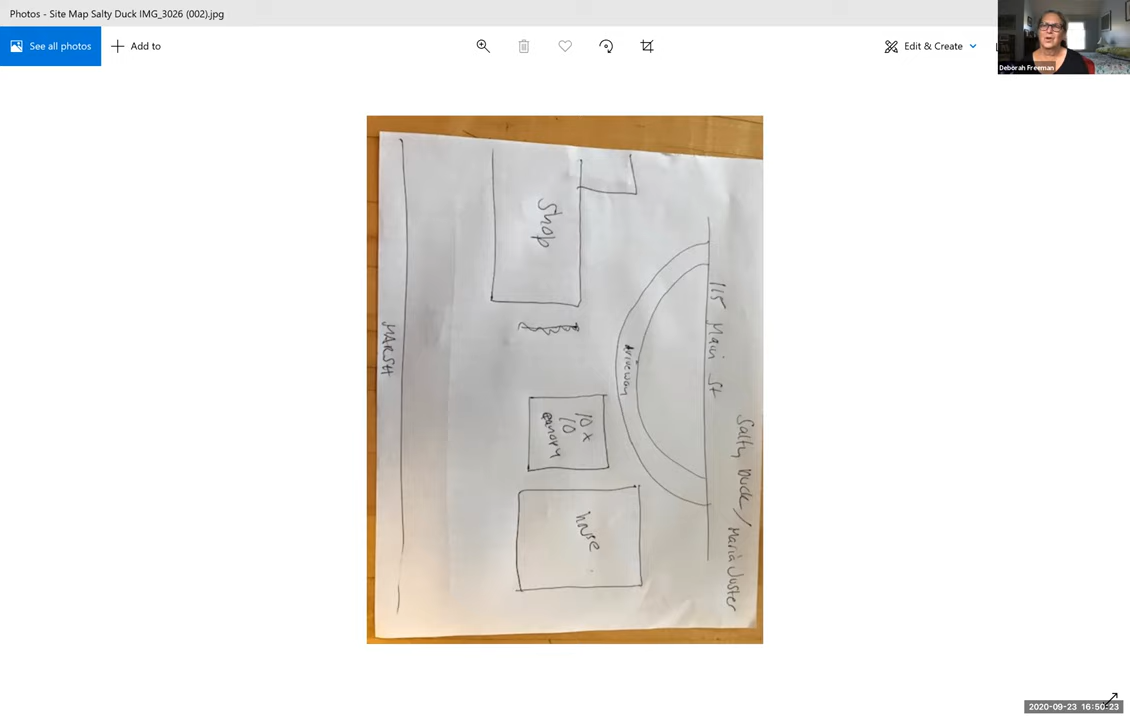 Photos - Site Map Salty Duck IMG_3026 (002).jpg
See all photos
Add to
Edit & Create
Deborah Freeman
Salty Duck / Maria Juster
115 Main St
driveway
Shop
10 x
10
canopy
house
MARSH
2020-09-23 16:50:23